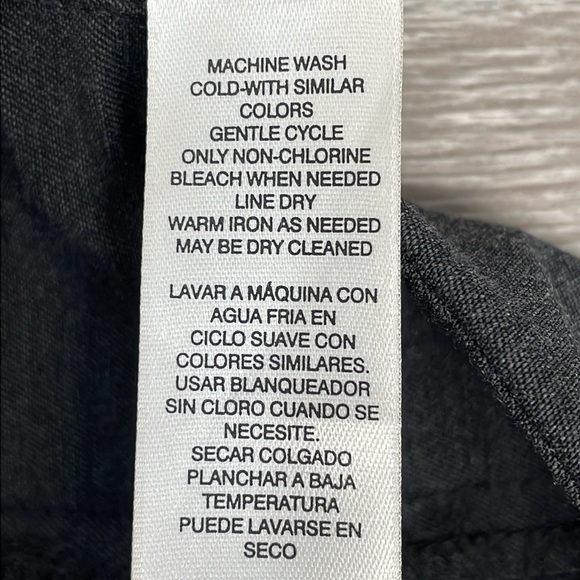 MACHINE WASH
COLD-WITH SIMILAR
COLORS
GENTLE CYCLE
ONLY NON-CHLORINE
BLEACH WHEN NEEDED
LINE DRY
WARM IRON AS NEEDED
MAY BE DRY CLEANED
LAVAR A MÁQUINA CON
AGUA FRIA EN
CICLO SUAVE CON
COLORES SIMILARES.
USAR BLANQUEADOR
SIN CLORO CUANDO SE
NECESITE.
SECAR COLGADO
PLANCHAR A BAJA
TEMPERATURA
PUEDE LAVARSE EN
SECO